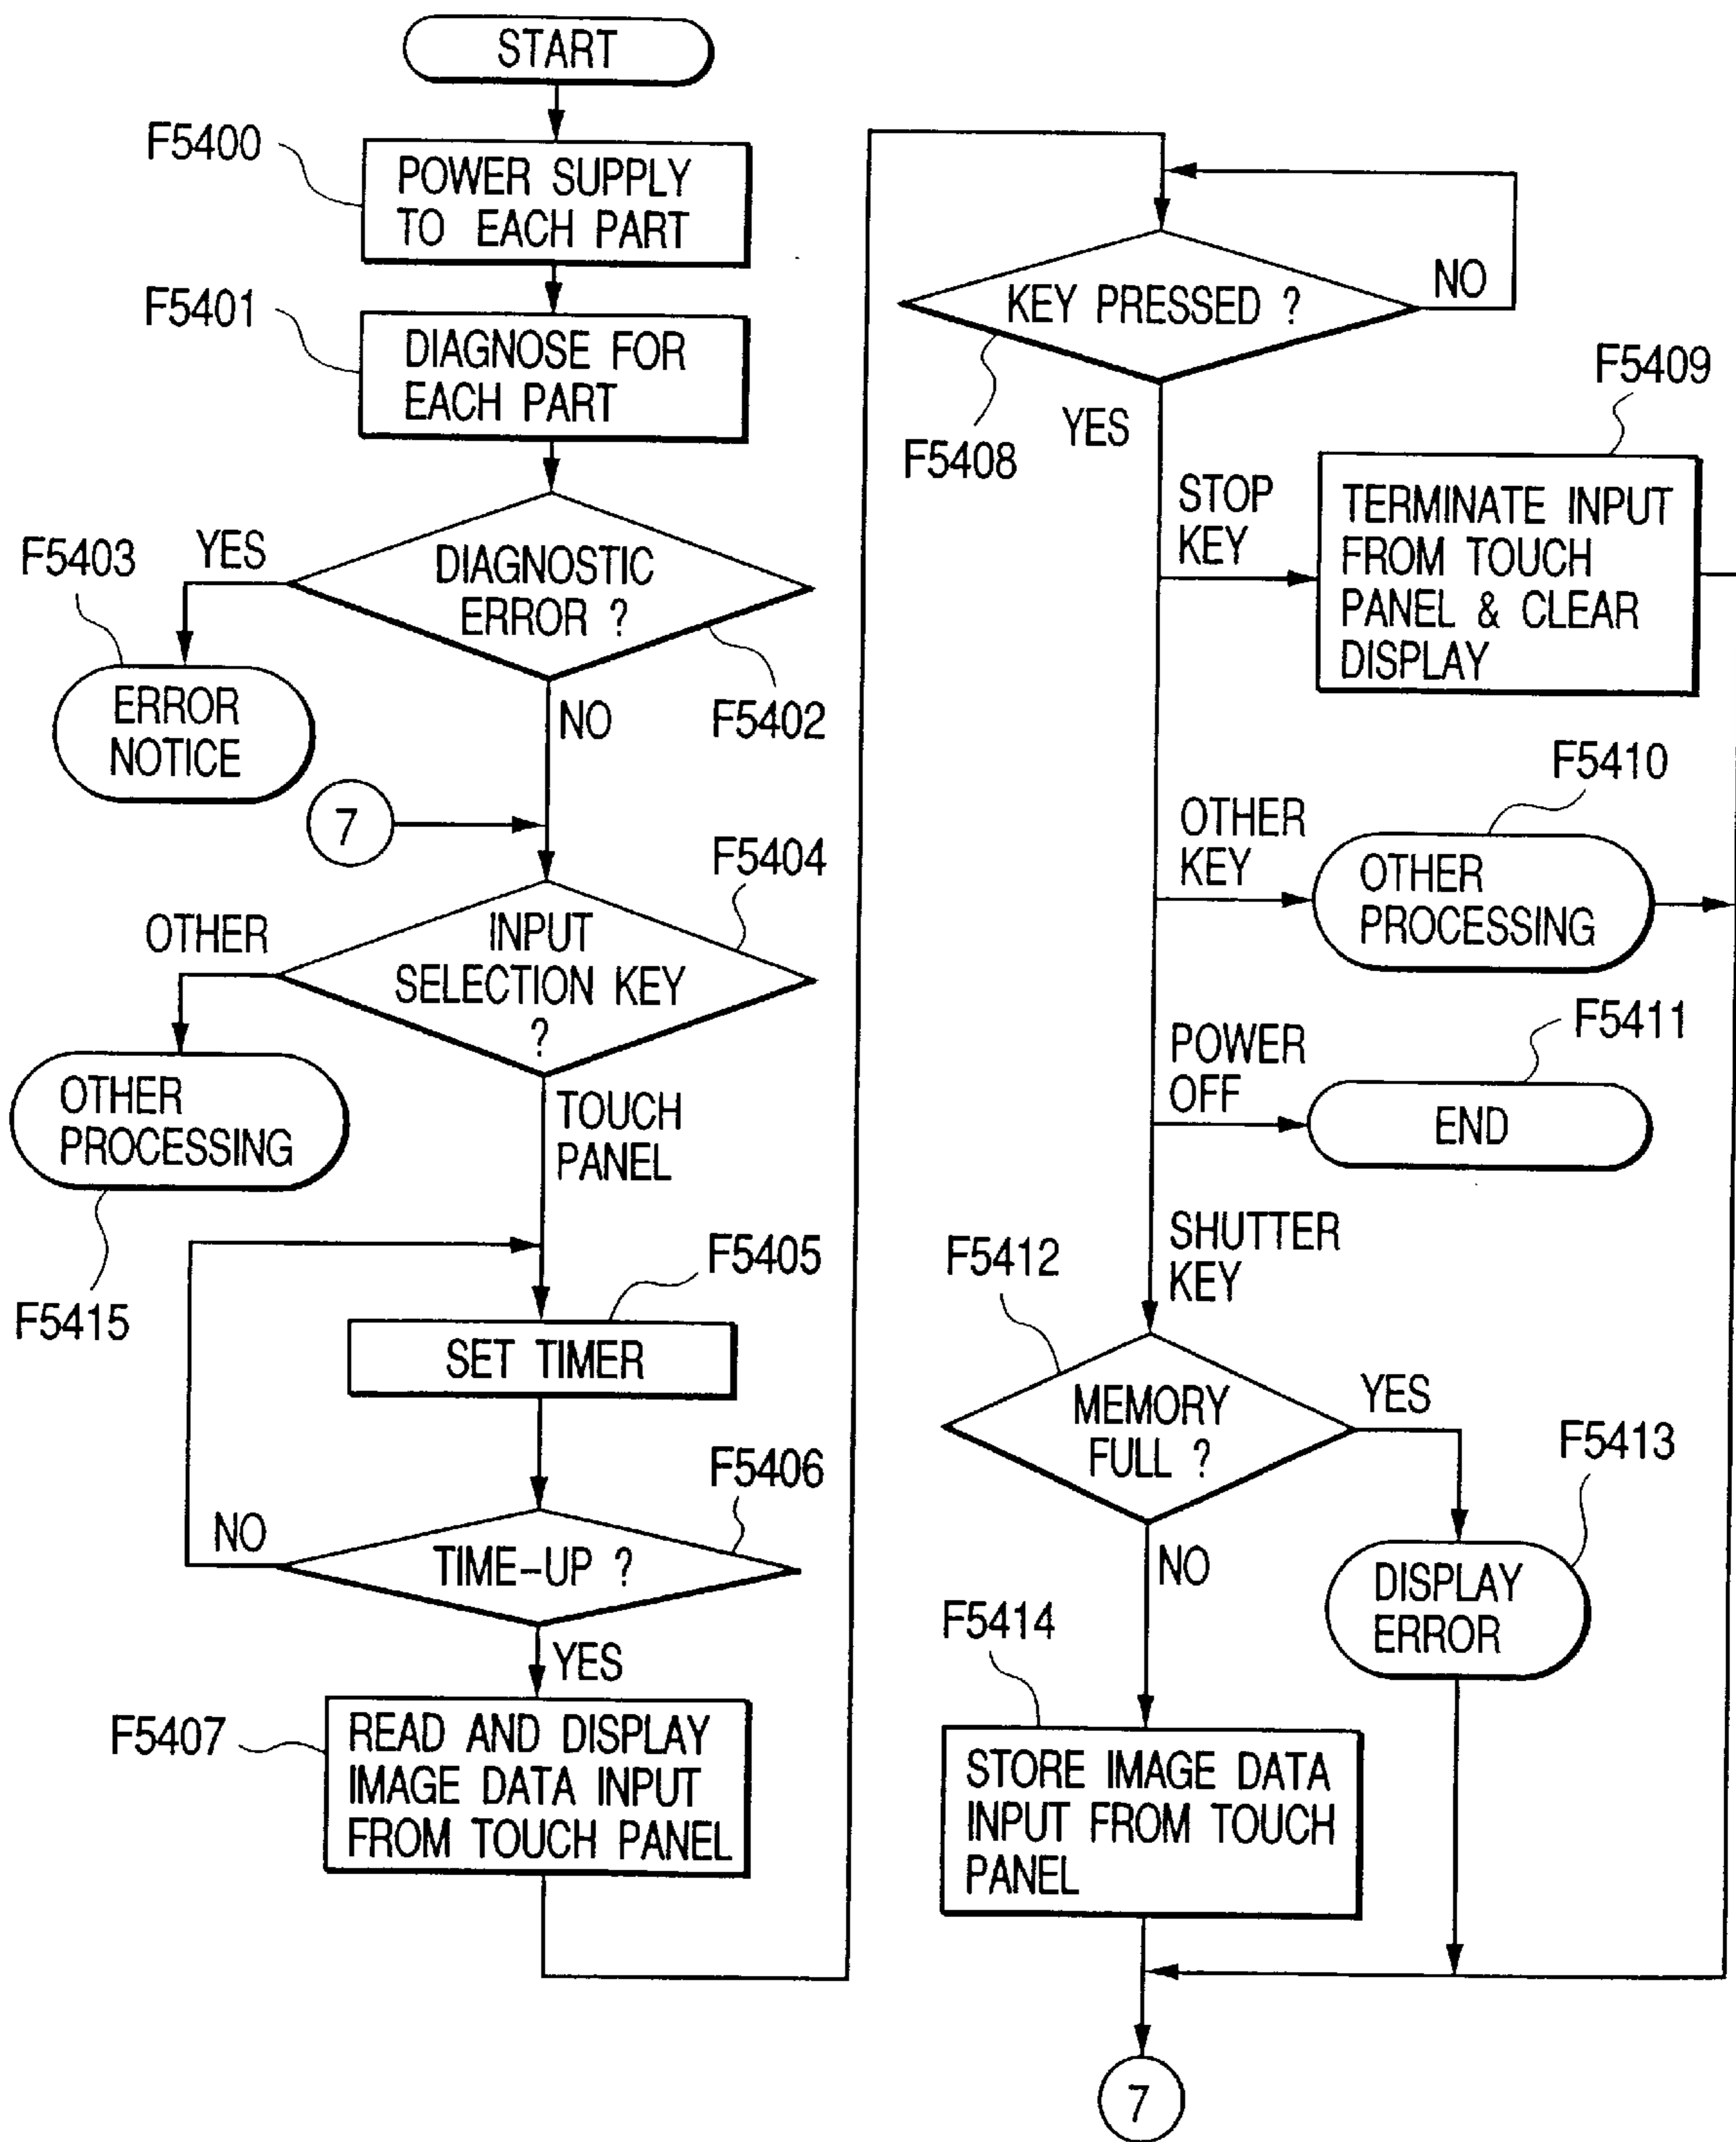 START
F5400
POWER SUPPLY
TO EACH PART
F5401
DIAGNOSE FOR
EACH PART
F5403
YES
DIAGNOSTIC
ERROR ?
F5402
ERROR
NOTICE
NO
7
F5404
OTHER
INPUT
SELECTION KEY
?
OTHER
PROCESSING
F5415
TOUCH
PANEL
F5405
SET TIMER
F5406
NO
TIME-UP ?
YES
F5407
READ AND DISPLAY
IMAGE DATA INPUT
FROM TOUCH PANEL
KEY PRESSED ?
NO
F5408
YES
F5409
STOP
KEY
TERMINATE INPUT
FROM TOUCH
PANEL & CLEAR
DISPLAY
F5410
OTHER
KEY
OTHER
PROCESSING
F5411
POWER
OFF
END
SHUTTER
KEY
F5412
MEMORY
FULL ?
YES
F5413
NO
DISPLAY
ERROR
F5414
STORE IMAGE DATA
INPUT FROM TOUCH
PANEL
7